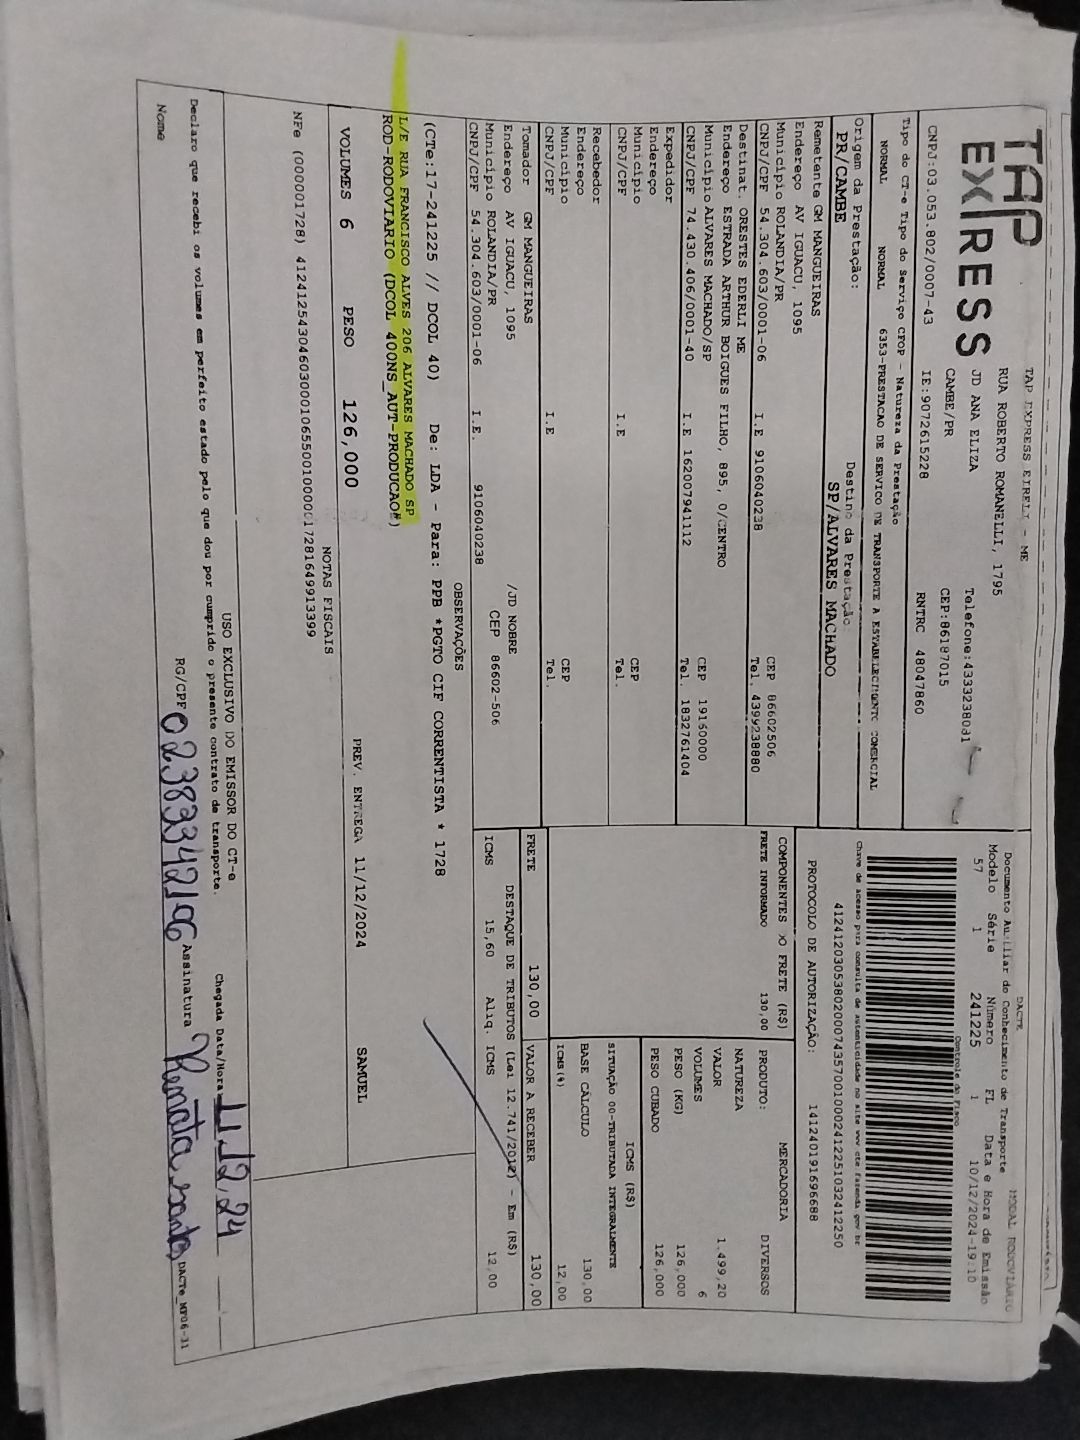 TAP EXPRESS
TAP EXPRESS EIRELI - ME
RUA ROBERTO ROMANELLI, 1795
JD ANA ELIZA
CAMBE/PR
Telefone:4333238081
CEP:86187015
CNPJ:03.053.802/0007-43
IE:9072615228
RNTRC 48047860
DACTE
MODAL RODOVIÁRIO
Documento Auxiliar do Conhecimento de Transporte
Modelo Série Número FL Data e Hora de Emissão
57 1 241225 1 10/12/2024-19:10
Controle do Fisco
Chave de acesso para consulta de autenticidade no site www.cte.fazenda.gov.br
41241203053802000743570010002412251032412250
PROTOCOLO DE AUTORIZAÇÃO: 141240191696688
Tipo do CT-e Tipo do Serviço CFOP - Natureza da Prestação
NORMAL NORMAL 6353-PRESTACAO DE SERVICO DE TRANSPORTE A ESTABELECIMENTO COMERCIAL
Origem da Prestação: Destino da Prestação:
PR/CAMBE SP/ALVARES MACHADO
Remetente GM MANGUEIRAS
Endereço AV IGUACU, 1095
Município ROLANDIA/PR CEP 86602506
CNPJ/CPF 54.304.603/0001-06 I.E 9106040238 Tel. 4399238880
Destinat. ORESTES EDERLI ME
Endereço ESTRADA ARTHUR BOIGUES FILHO, 895, 0/CENTRO
Município ALVARES MACHADO/SP CEP 19160000
CNPJ/CPF 74.430.406/0001-40 I.E 162007941112 Tel. 1832761404
Expedidor
Endereço
Município CEP
CNPJ/CPF I.E Tel.
Recebedor
Endereço
Município CEP
CNPJ/CPF I.E Tel.
Tomador GM MANGUEIRAS
Endereço AV IGUACU, 1095 /JD NOBRE
Município ROLANDIA/PR CEP 86602-506
CNPJ/CPF 54.304.603/0001-06 I.E. 9106040238
COMPONENTES DO FRETE (R$)
FRETE INFORMADO 130,00
PRODUTO: MERCADORIA
NATUREZA DIVERSOS
VALOR 1.499,20
VOLUMES 6
PESO (KG) 126,000
PESO CUBADO 126,000
ICMS (R$)
SITUAÇÃO 00-TRIBUTADA INTEGRALMENTE
BASE CÁLCULO 130,00
ICMS(%) 12,00
FRETE 130,00 VALOR A RECEBER 130,00
DESTAQUE DE TRIBUTOS (Lei 12.741/2012) - Em (R$)
ICMS 15,60 Aliq. ICMS 12,00
OBSERVAÇÕES
(CTe:17-241225 // DCOL 40) De: LDA - Para: PPB *PGTO CIF CORRENTISTA * 1728
L/E RUA FRANCISCO ALVES 206 ALVARES MACHADO SP
ROD-RODOVIARIO (DCOL 400NS_AUT-PRODUCAO#)
VOLUMES 6 PESO 126,000 PREV. ENTREGA 11/12/2024 SAMUEL
NOTAS FISCAIS
NFe (000001728) 41241254304603000106550010000017281649913399
USO EXCLUSIVO DO EMISSOR DO CT-e
Declaro que recebi os volumes em perfeito estado pelo que dou por cumprido o presente contrato de transporte. Chegada Data/Hora 11 12 24
Nome RG/CPF 02383342106 Assinatura Renata Santos DACTe_MF06-31